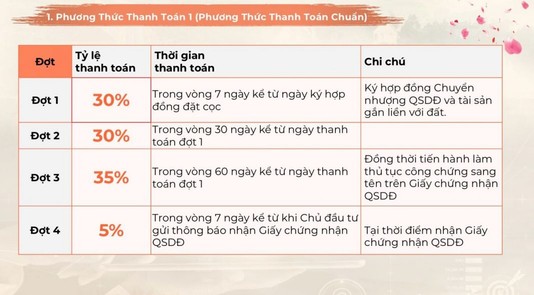 1. Phương Thức Thanh Toán 1 (Phương Thức Thanh Toán Chuẩn)
Đợt
Tỷ lệ
thanh toán
Thời gian
thanh toán
Chi chú
Đợt 1
30%
Trong vòng 7 ngày kể từ ngày ký hợp
đồng đặt cọc
Ký hợp đồng Chuyển
nhượng QSDĐ và tài sản
gắn liền với đất.
Đợt 2
30%
Trong vòng 30 ngày kể từ ngày thanh
toán đợt 1
Đợt 3
35%
Trong vòng 60 ngày kể từ ngày thanh
toán đợt 1
Đồng thời tiến hành làm
thủ tục công chứng sang
tên trên Giấy chứng nhận
QSDĐ
Đợt 4
5%
Trong vòng 7 ngày kể từ khi Chủ đầu tư
gửi thông báo nhận Giấy chứng nhận
QSDĐ
Tại thời điểm nhận Giấy
chứng nhận QSDĐ